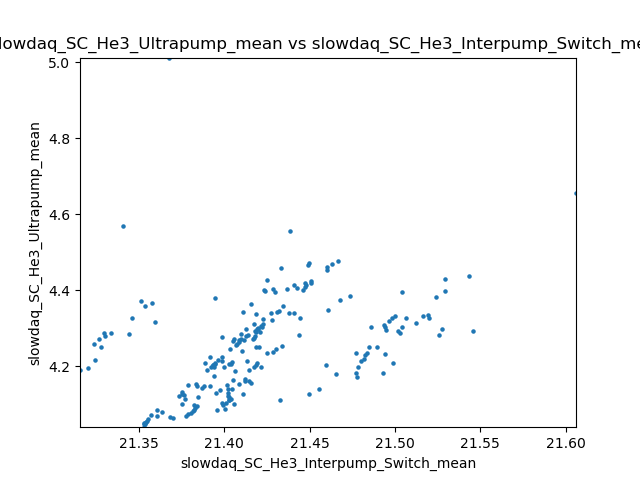 lowdaq_SC_He3_Ultrapump_mean vs slowdaq_SC_He3_Interpump_Switch_me
5.0
4.8
4.6
4.4
4.2
slowdaq_SC_He3_Ultrapump_mean
21.35 21.40 21.45 21.50 21.55 21.60
slowdaq_SC_He3_Interpump_Switch_mean